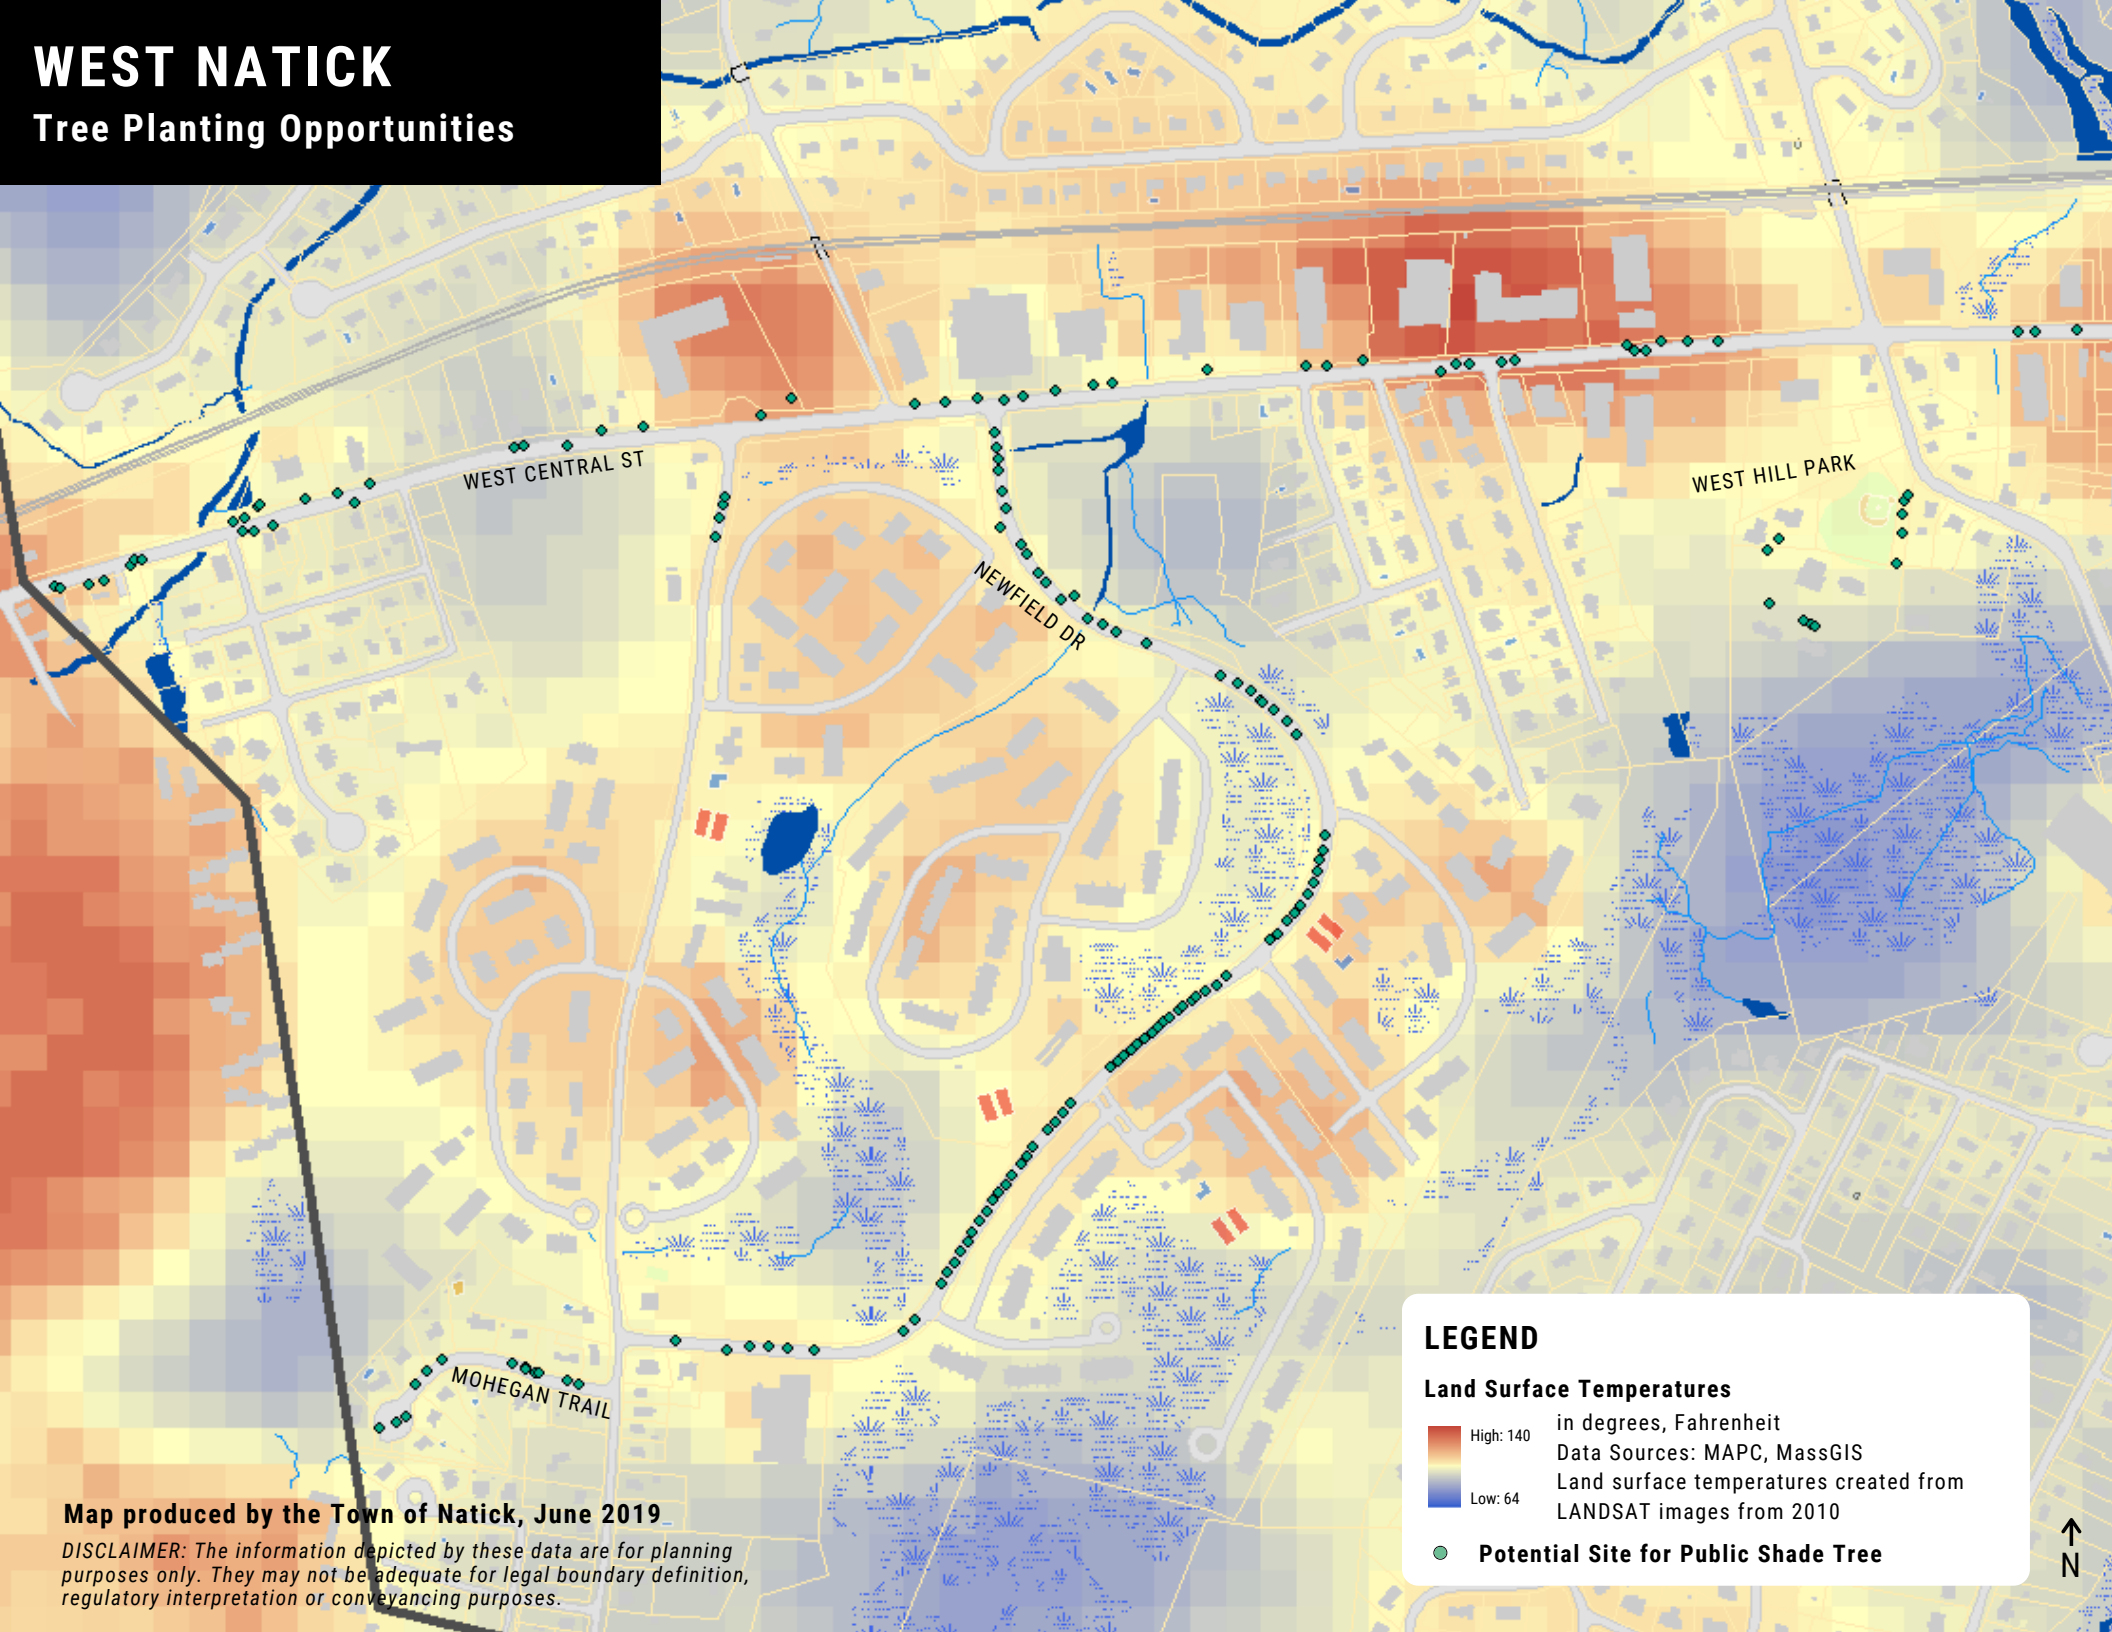 WEST NATICK
Tree Planting Opportunities
WEST CENTRAL ST
WEST HILL PARK
NEWFIELD DR
MOHEGAN TRAIL
LEGEND
Land Surface Temperatures
High: 140
Low: 64
in degrees, Fahrenheit
Data Sources: MAPC, MassGIS
Land surface temperatures created from
LANDSAT images from 2010
Potential Site for Public Shade Tree
N
Map produced by the Town of Natick, June 2019
DISCLAIMER: The information depicted by these data are for planning
purposes only. They may not be adequate for legal boundary definition,
regulatory interpretation or conveyancing purposes.